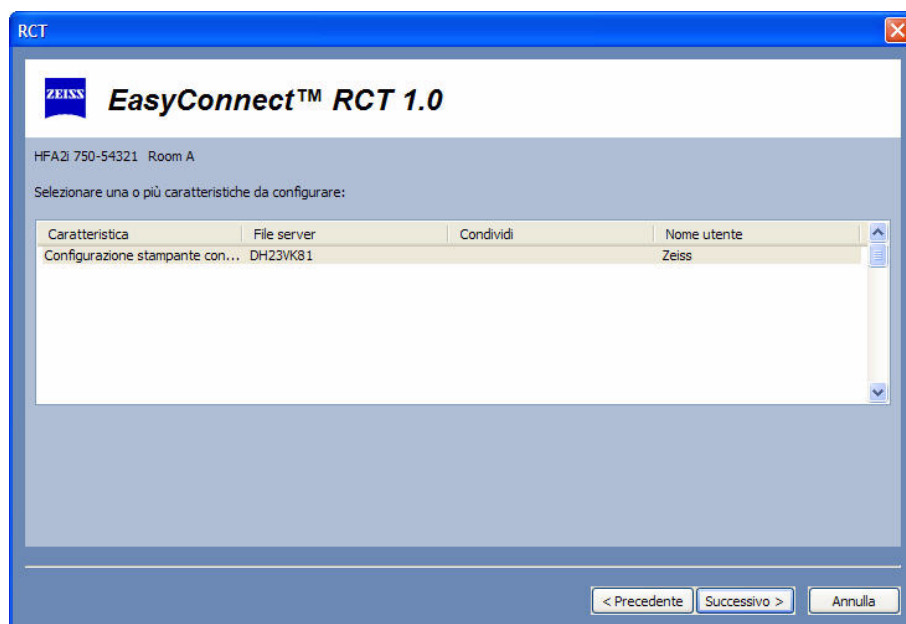 RCT
ZEISS
EasyConnect™ RCT 1.0
HFA2i 750-54321 Room A
Selezionare una o più caratteristiche da configurare:
Caratteristica File server Condividi Nome utente
Configurazione stampante con... DH23VK81 Zeiss
< Precedente Successivo > Annulla